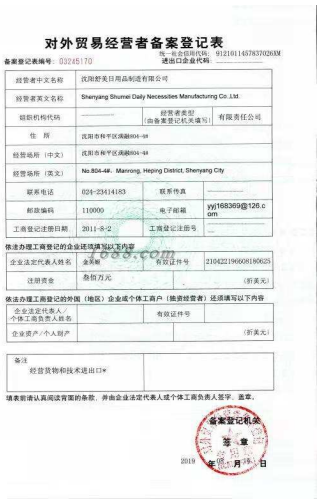 对外贸易经营者备案登记表
统一社会信用代码：9121011457837026XM
备案登记表编号：03245170
进出口企业代码：
经营者中文名称 沈阳舒美日用品制造有限公司
经营者英文名称 Shenyang Shumei Daily Necessities Manufacturing Co.,Ltd.
组织机构代码 经营者类型（由备案登记机关填写） 有限责任公司
住 所 沈阳市和平区满融804-4#
经营场所（中文） 沈阳市和平区满融804-4#
经营场所（英文） No.804-4#, Manrong, Heping District, Shenyang City
联系电话 024-23414183 联系传真
邮政编码 110000 电子邮箱 yyj168369@126.com
工商登记注册日期 2011-8-2 工商登记注册号
依法办理工商登记的企业还须填写以下内容
企业法定代表人姓名 有效证件号 210422196608180625
注册资金 叁佰万元 (折美元)
依法办理工商登记的外国（地区）企业或个体工商户（独资经营者）还须填写以下内容
企业法定代表人/个体工商负责人姓名 有效证件号
企业资产/个人财产 (折美元)
备注
经营货物和技术进出口*
填表前请认真阅读背面的条款，并由企业法定代表人或个体工商负责人签字、盖章。
备案登记机关
签 章
2019 年 月 日
1688.com